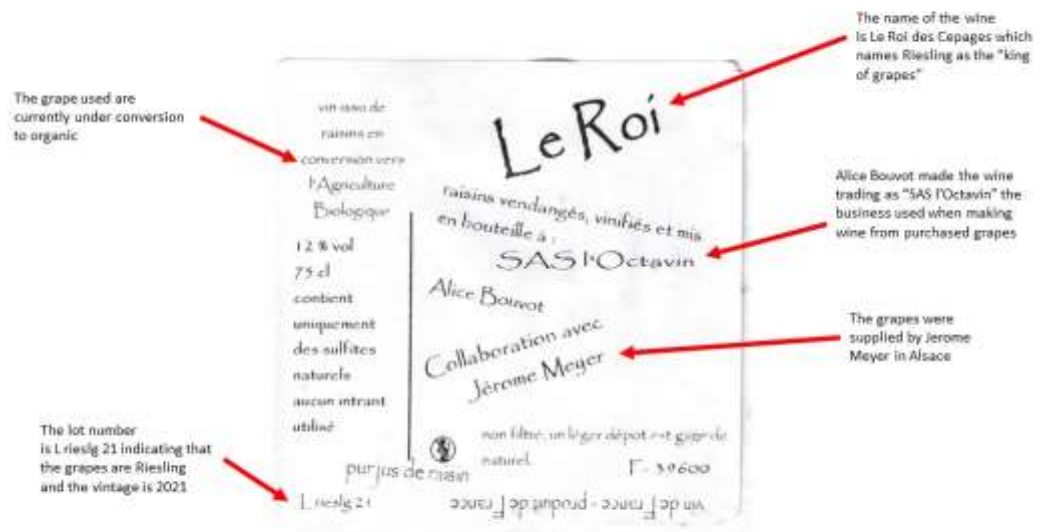 The name of the wine
is Le Roi des Cepages which
names Riesling as the "king
of grapes"
The grape used are
currently under conversion
to organic
vin issu de
raisins en
conversion vers
l'Agriculture
Biologique
12 % vol
75 cl
contient
uniquement
des sulfites
naturels
aucun intrant
utilisé
Le Roi
raisins vendangés, vinifiés et mis
en bouteille à :
SAS l'Octavin
Alice Bouvot
Collaboration avec
Jérome Meyer
Alice Bouvot made the wine
trading as "SAS l'Octavin" the
business used when making
wine from purchased grapes
The grapes were
supplied by Jerome
Meyer in Alsace
non filtré, un léger dépot est gage de
naturel.
F - 39600
pur jus de raisin
L rieslg 21
vin de France - produit de France
The lot number
is L rieslg 21 indicating that
the grapes are Riesling
and the vintage is 2021